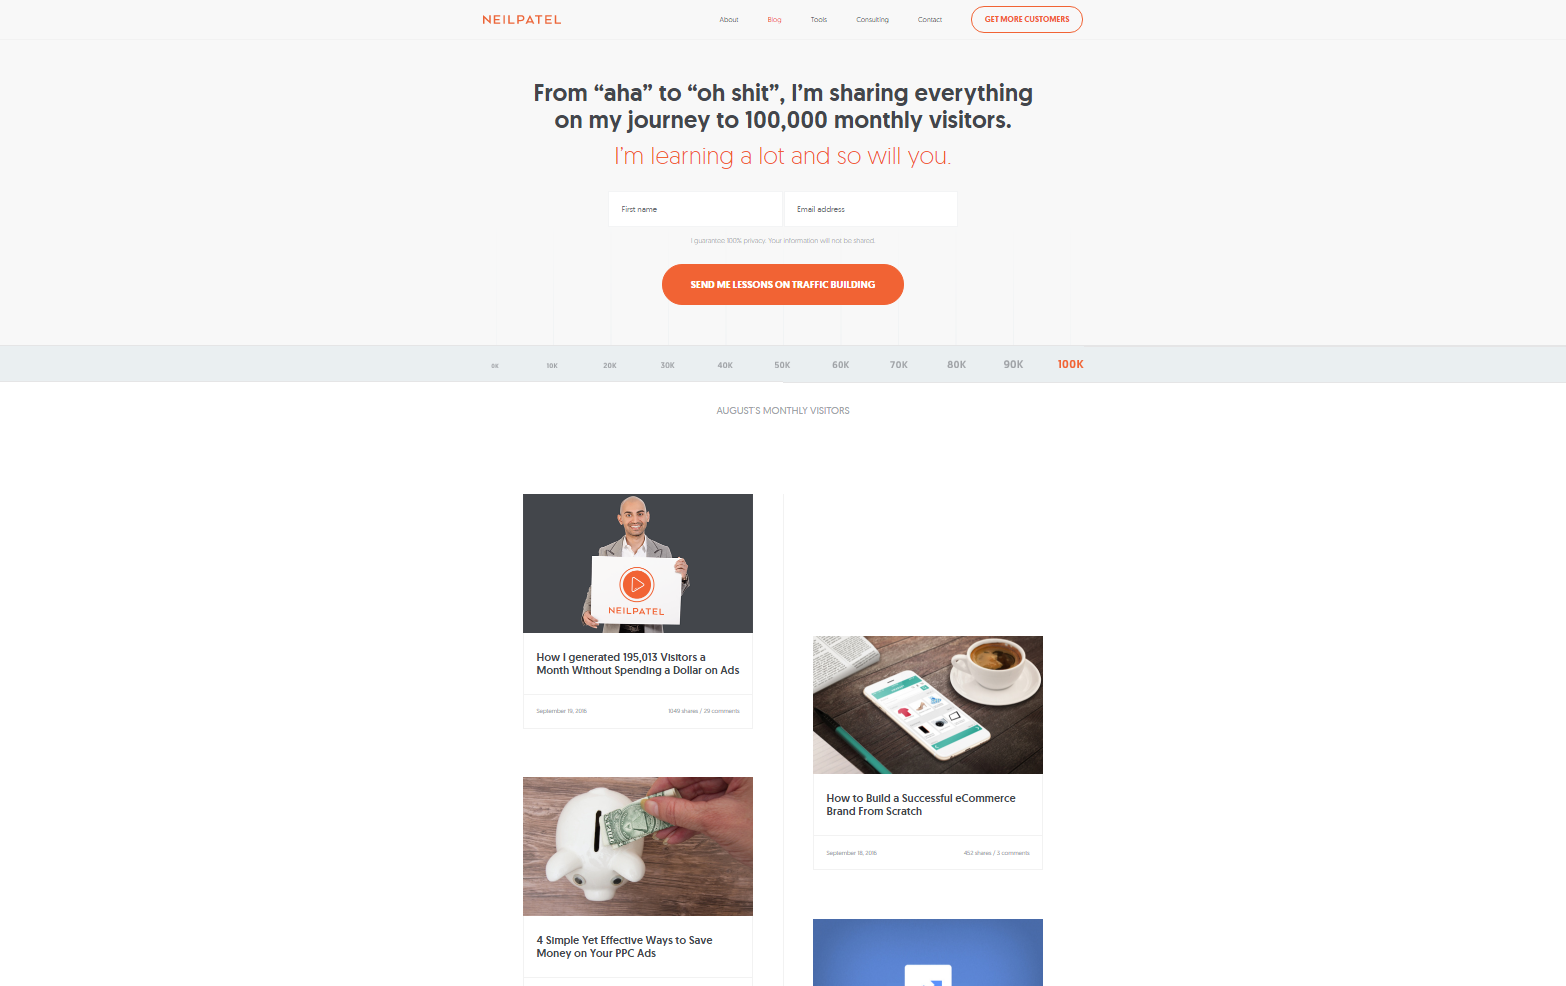 NEILPATEL
About
Blog
Tools
Consulting
Contact
GET MORE CUSTOMERS
From “aha” to “oh shit”, I’m sharing everything
on my journey to 100,000 monthly visitors.
I’m learning a lot and so will you.
First name
Email address
I guarantee 100% privacy. Your information will not be shared.
SEND ME LESSONS ON TRAFFIC BUILDING
0K
10K
20K
30K
40K
50K
60K
70K
80K
90K
100K
AUGUST'S MONTHLY VISITORS
NEILPATEL
How I generated 195,013 Visitors a
Month Without Spending a Dollar on Ads
September 19, 2016
1049 shares / 29 comments
How to Build a Successful eCommerce
Brand From Scratch
September 18, 2016
452 shares / 3 comments
4 Simple Yet Effective Ways to Save
Money on Your PPC Ads